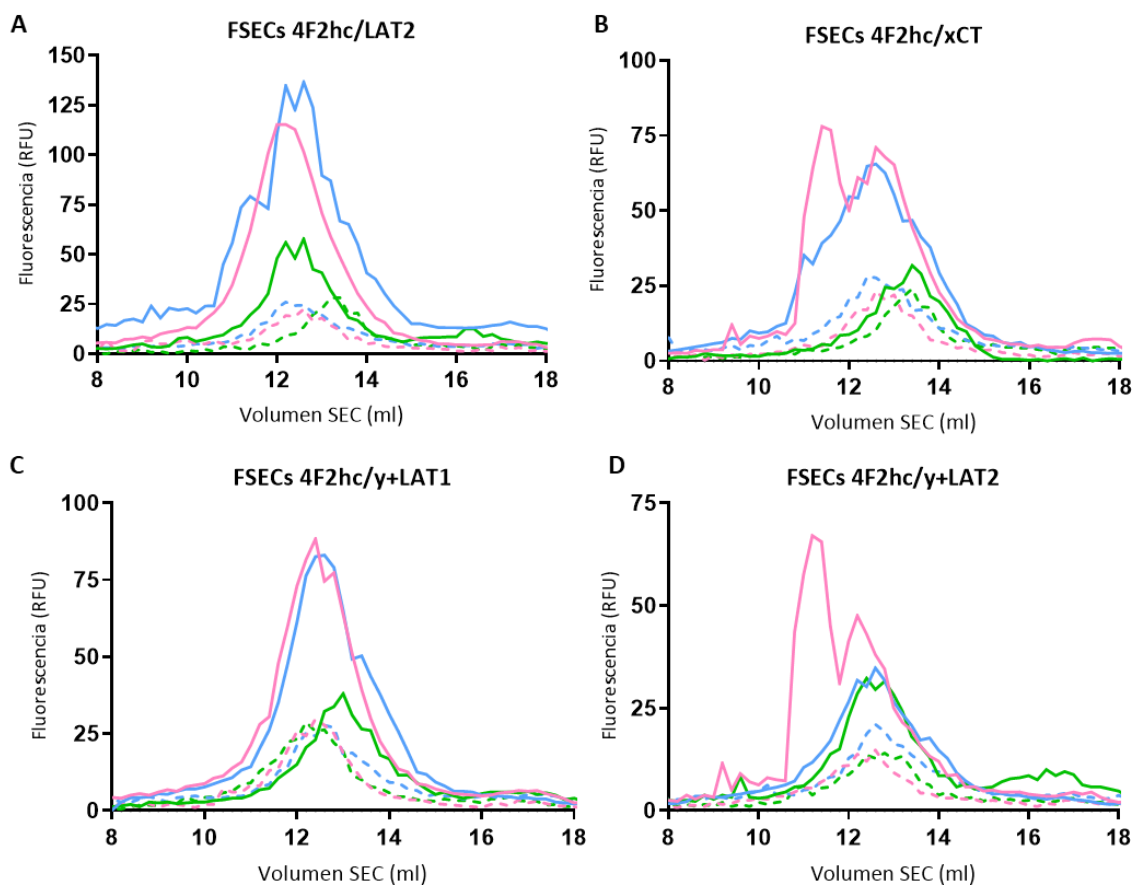 A
FSECs 4F2hc/LAT2
150
125
100
75
50
25
0
Fluorescencia (RFU)
8 10 12 14 16 18
Volumen SEC (ml)
B
FSECs 4F2hc/xCT
100
75
50
25
0
Fluorescencia (RFU)
8 10 12 14 16 18
Volumen SEC (ml)
C
FSECs 4F2hc/y+LAT1
100
75
50
25
0
Fluorescencia (RFU)
8 10 12 14 16 18
Volumen SEC (ml)
D
FSECs 4F2hc/y+LAT2
75
50
25
0
Fluorescencia (RFU)
8 10 12 14 16 18
Volumen SEC (ml)